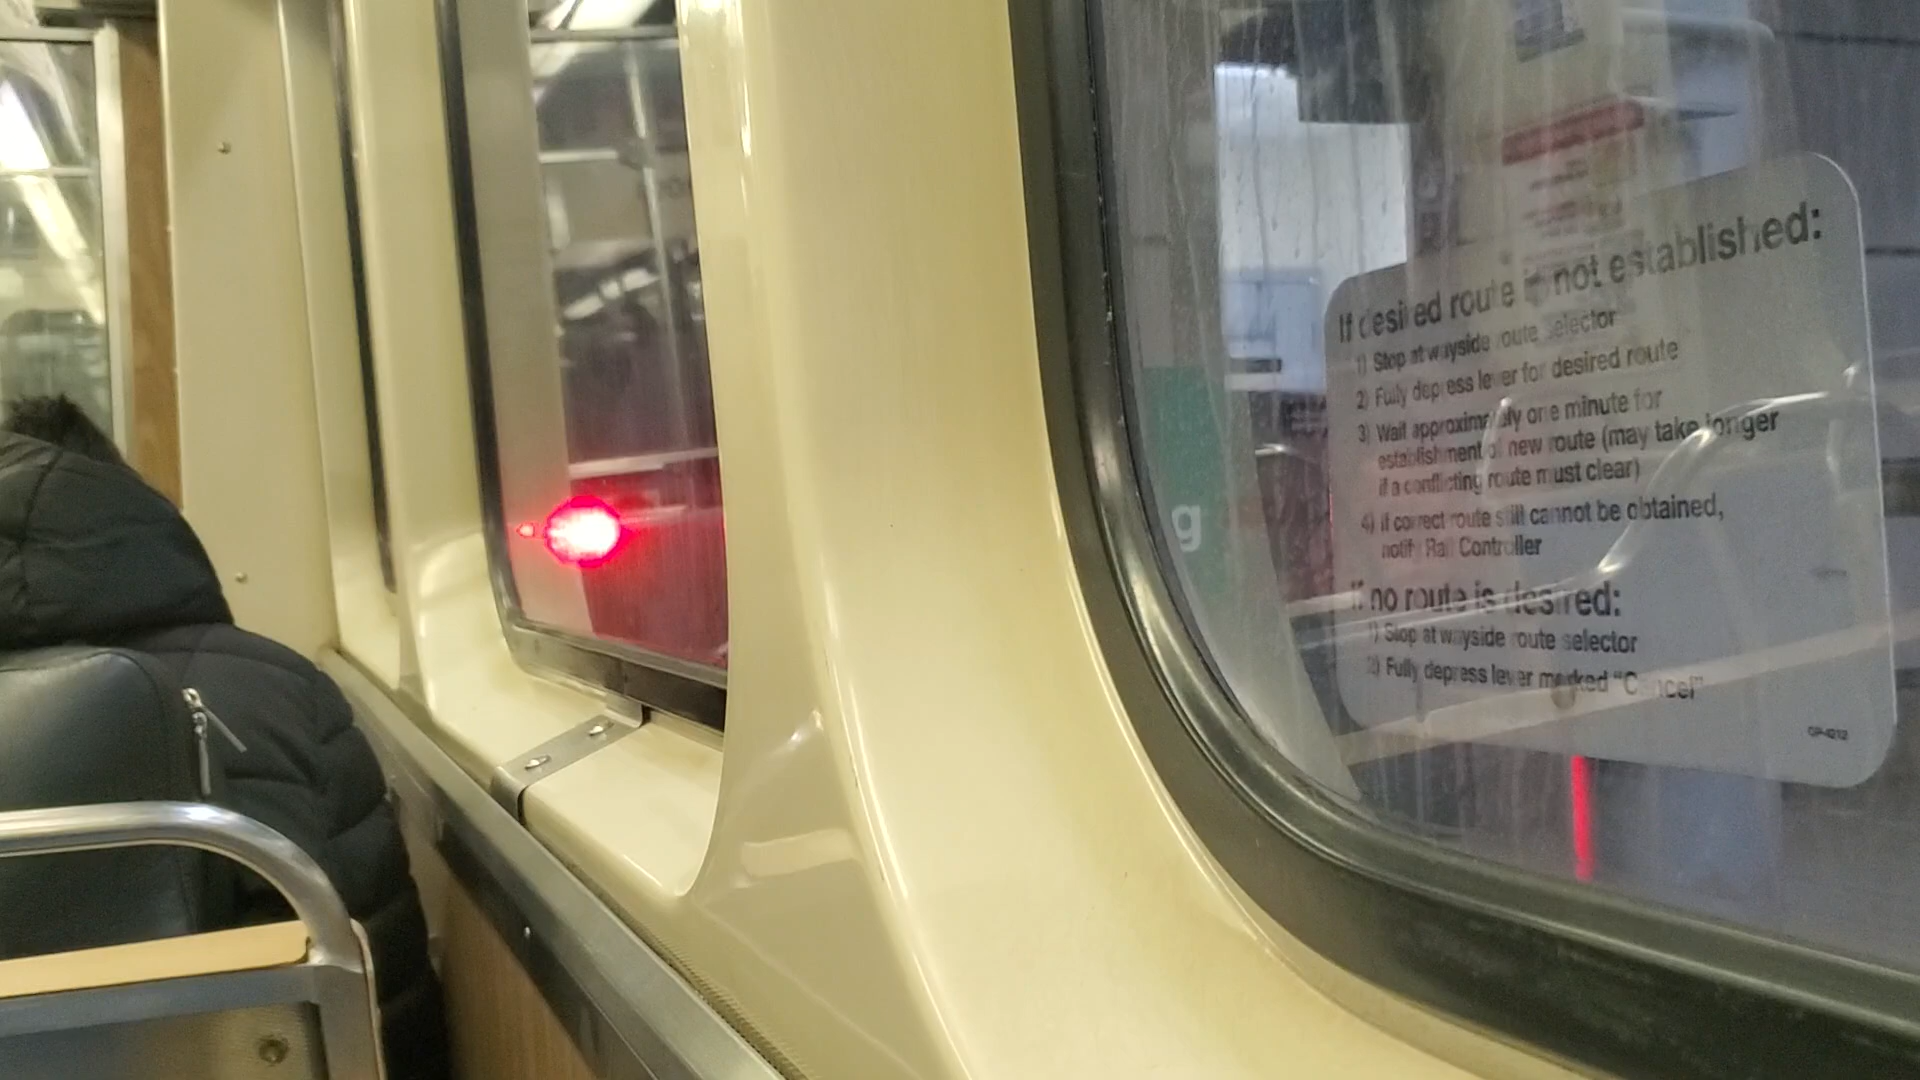 g
If desired route is not established:
1) Stop at wayside route selector
2) Fully depress lever for desired route
3) Wait approximately one minute for
establishment of new route (may take longer
if a conflicting route must clear)
4) if correct route still cannot be obtained,
notify Rail Controller
If no route is desired:
1) Stop at wayside route selector
2) Fully depress lever marked "Cancel"
OP-4212